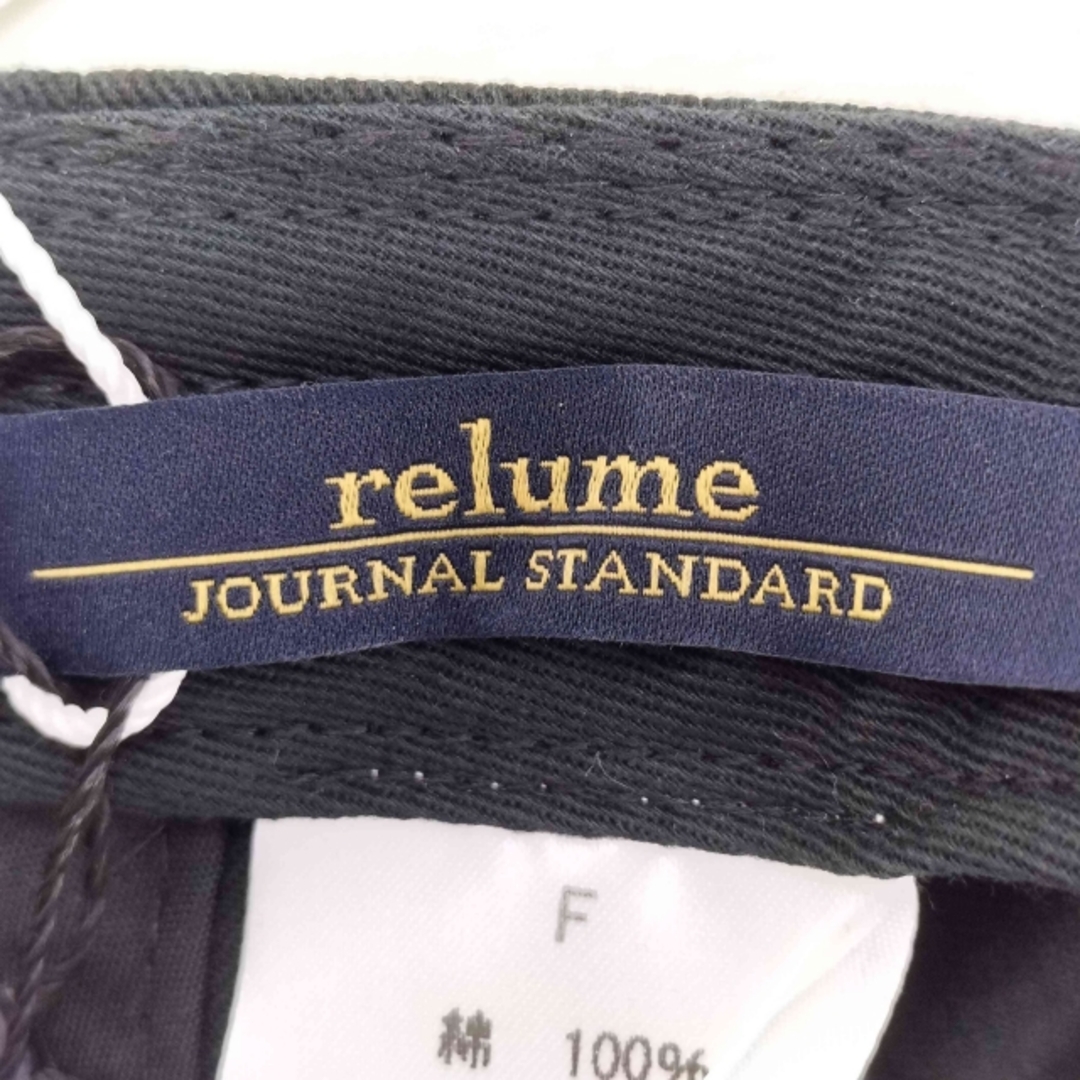 relume
JOURNAL STANDARD
F
綿 100%